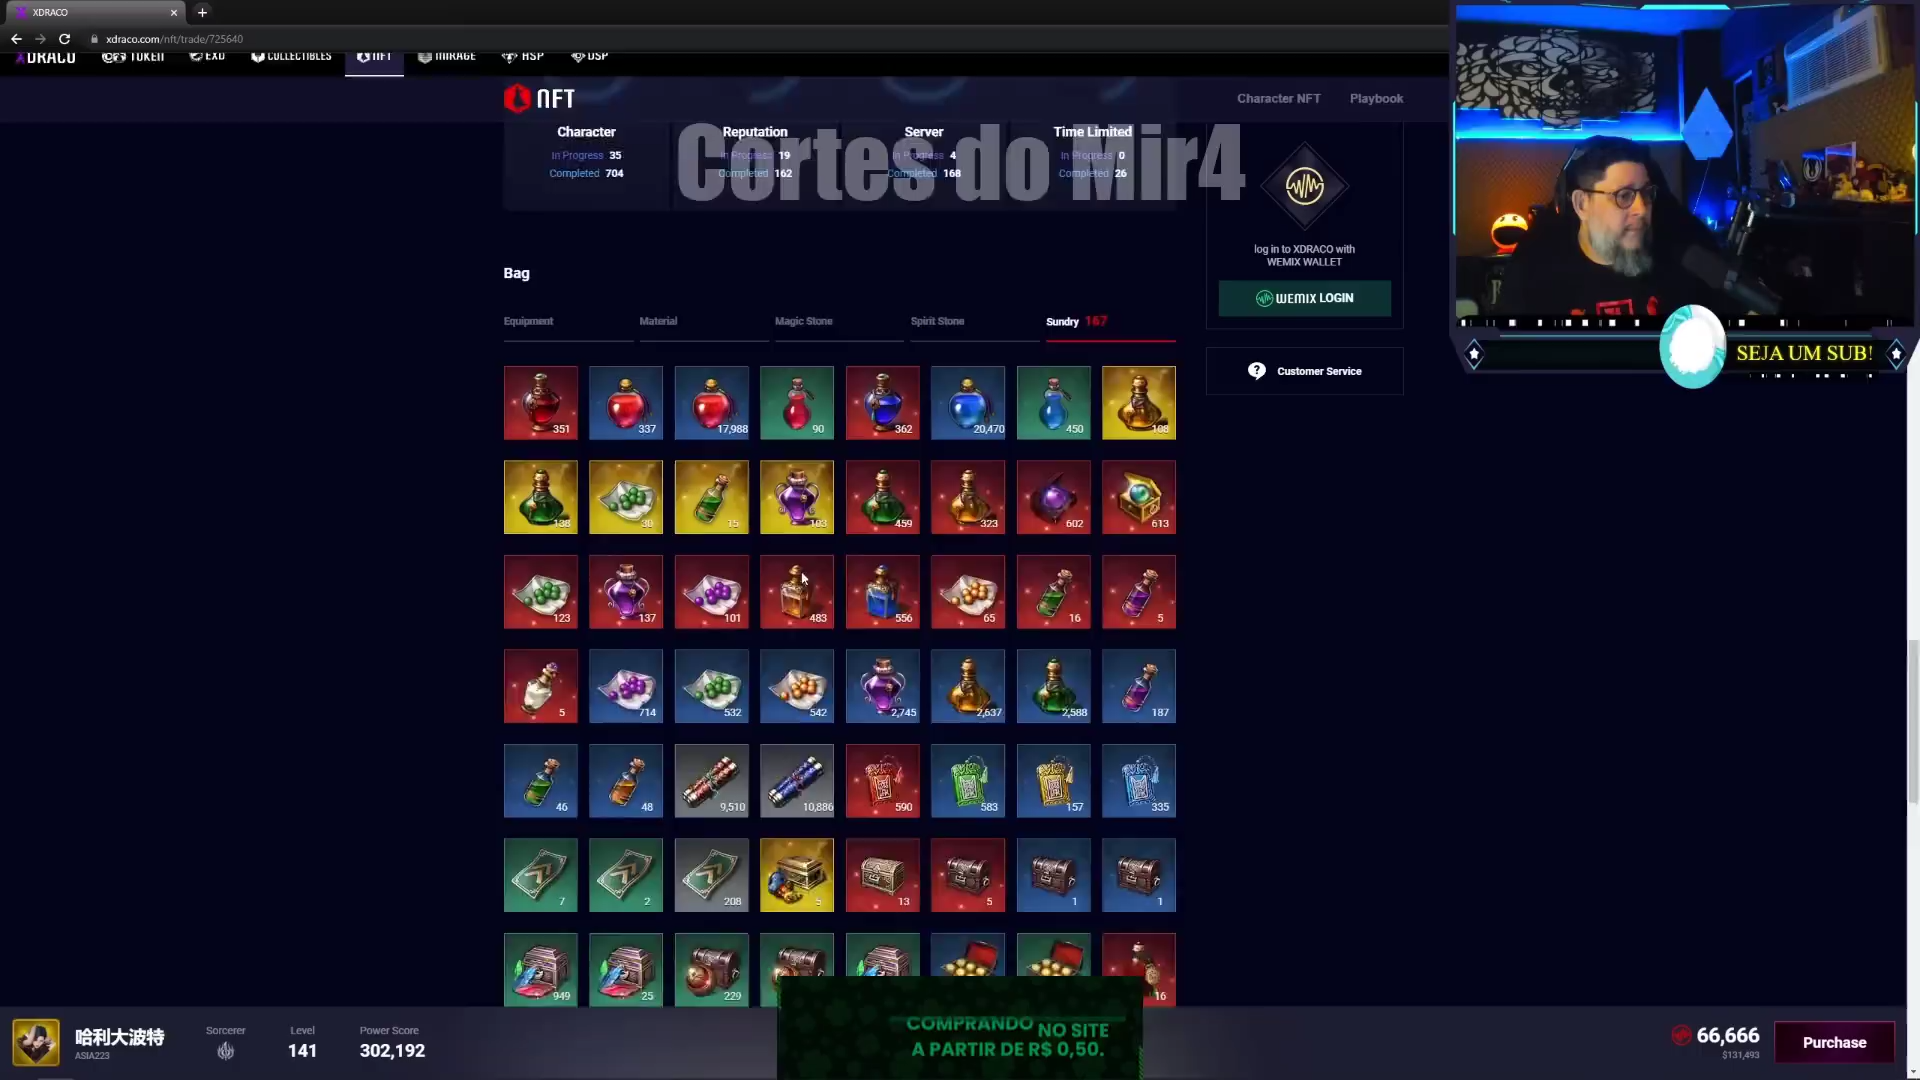 XDRACO
xdraco.com/nft/trade/725640
XDRACO
TOKEN
EXD
COLLECTIBLES
NFT
MIRAGE
HSP
DSP
NFT
Character NFT
Playbook
Character
Reputation
Server
Time Limited
In Progress 35
In Progress 19
In Progress 4
In Progress 0
Completed 704
Completed 162
Completed 168
Completed 26
Cortes do Mir4
log in to XDRACO with
WEMIX WALLET
WEMIX LOGIN
Customer Service
SEJA UM SUB!
Bag
Equipment
Material
Magic Stone
Spirit Stone
Sundry 167
351
337
17,988
90
362
20,470
450
108
138
30
15
103
459
323
602
613
123
137
101
483
556
65
16
5
5
714
532
542
2,745
2,637
2,588
187
46
48
9,510
10,886
590
583
157
335
7
2
208
5
13
5
1
1
949
25
229
16
COMPRANDO NO SITE
A PARTIR DE R$ 0,50.
哈利大波特
ASIA223
Sorcerer
Level
141
Power Score
302,192
66,666
$131,493
Purchase